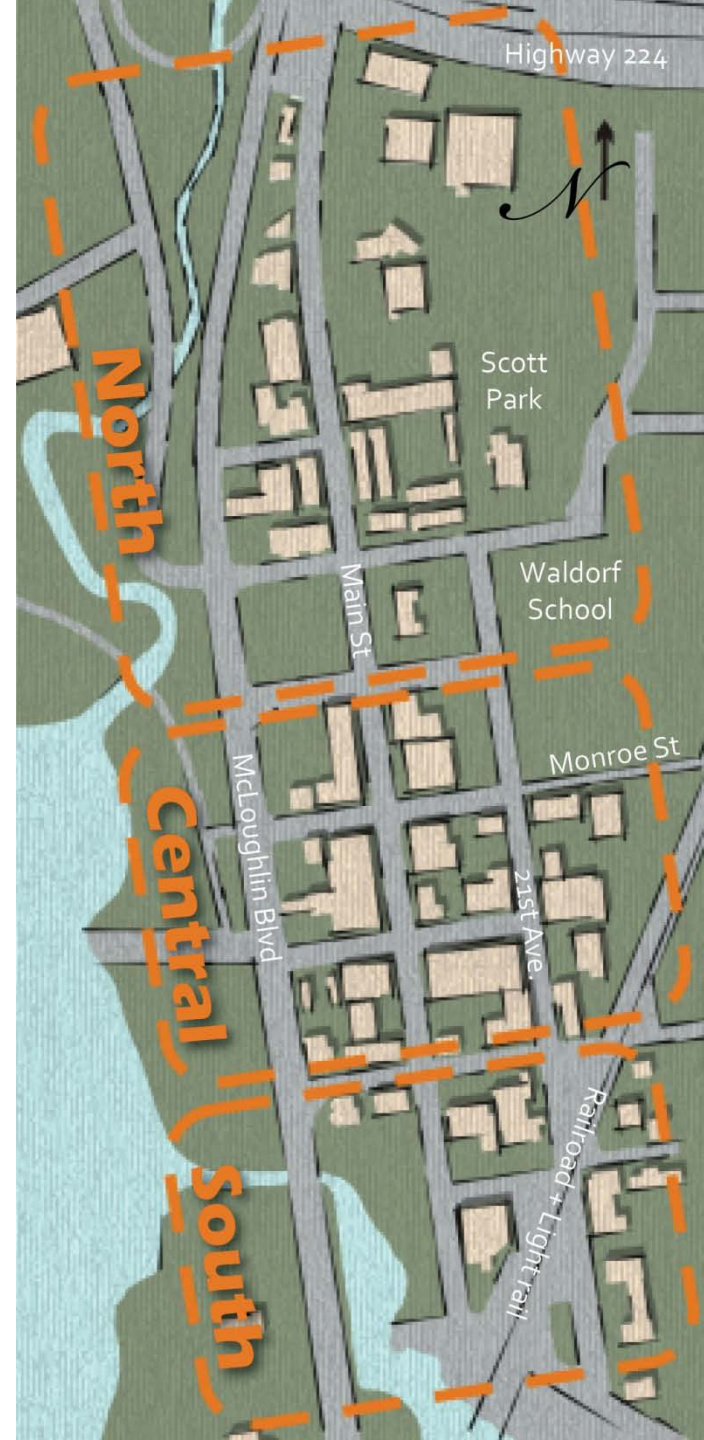 Highway 224
N
Scott
Park
North
Waldorf
School
Main St
Monroe St
McLoughlin Blvd
Central
21st Ave.
Railroad + Light rail
South